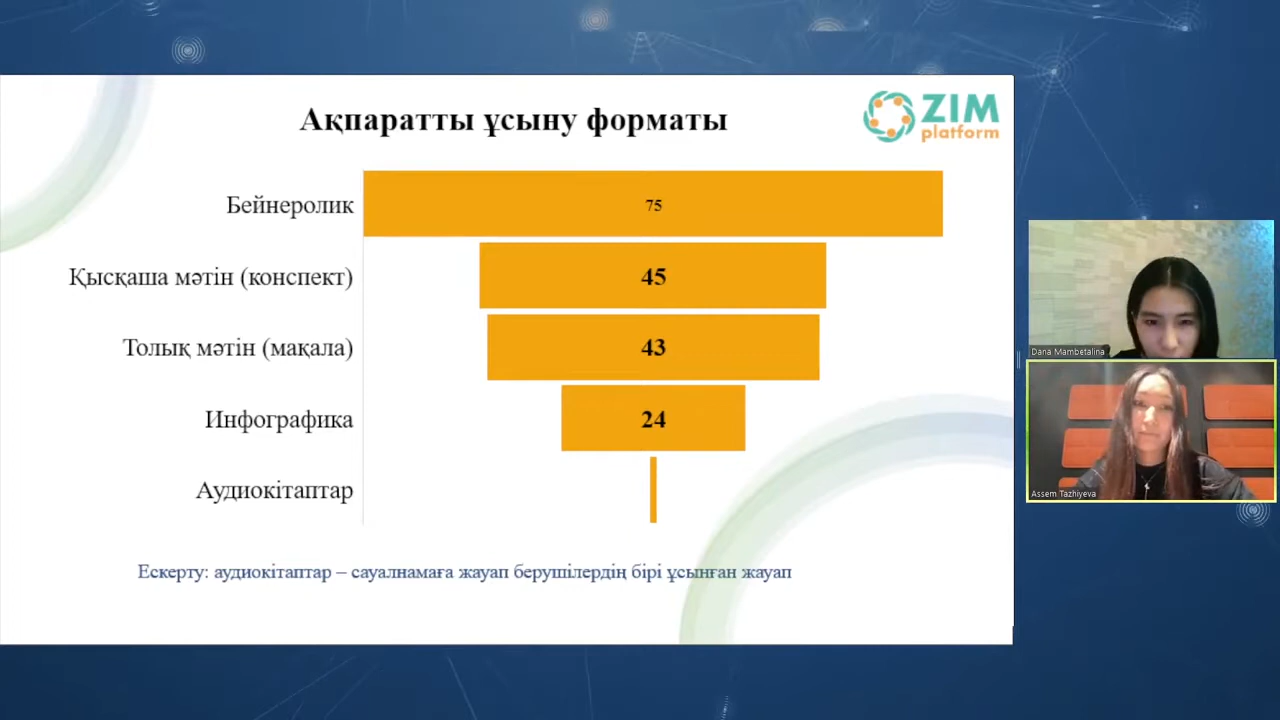 Ақпаратты ұсыну форматы
ZIM
platform
Бейнеролик
75
Қысқаша мәтін (конспект)
45
Толық мәтін (мақала)
43
Инфографика
24
Аудиокітаптар
Ескерту: аудиокітаптар – сауалнамаға жауап берушілердің бірі ұсынған жауап
Dana Mambetalina
Assem Tazhiyeva